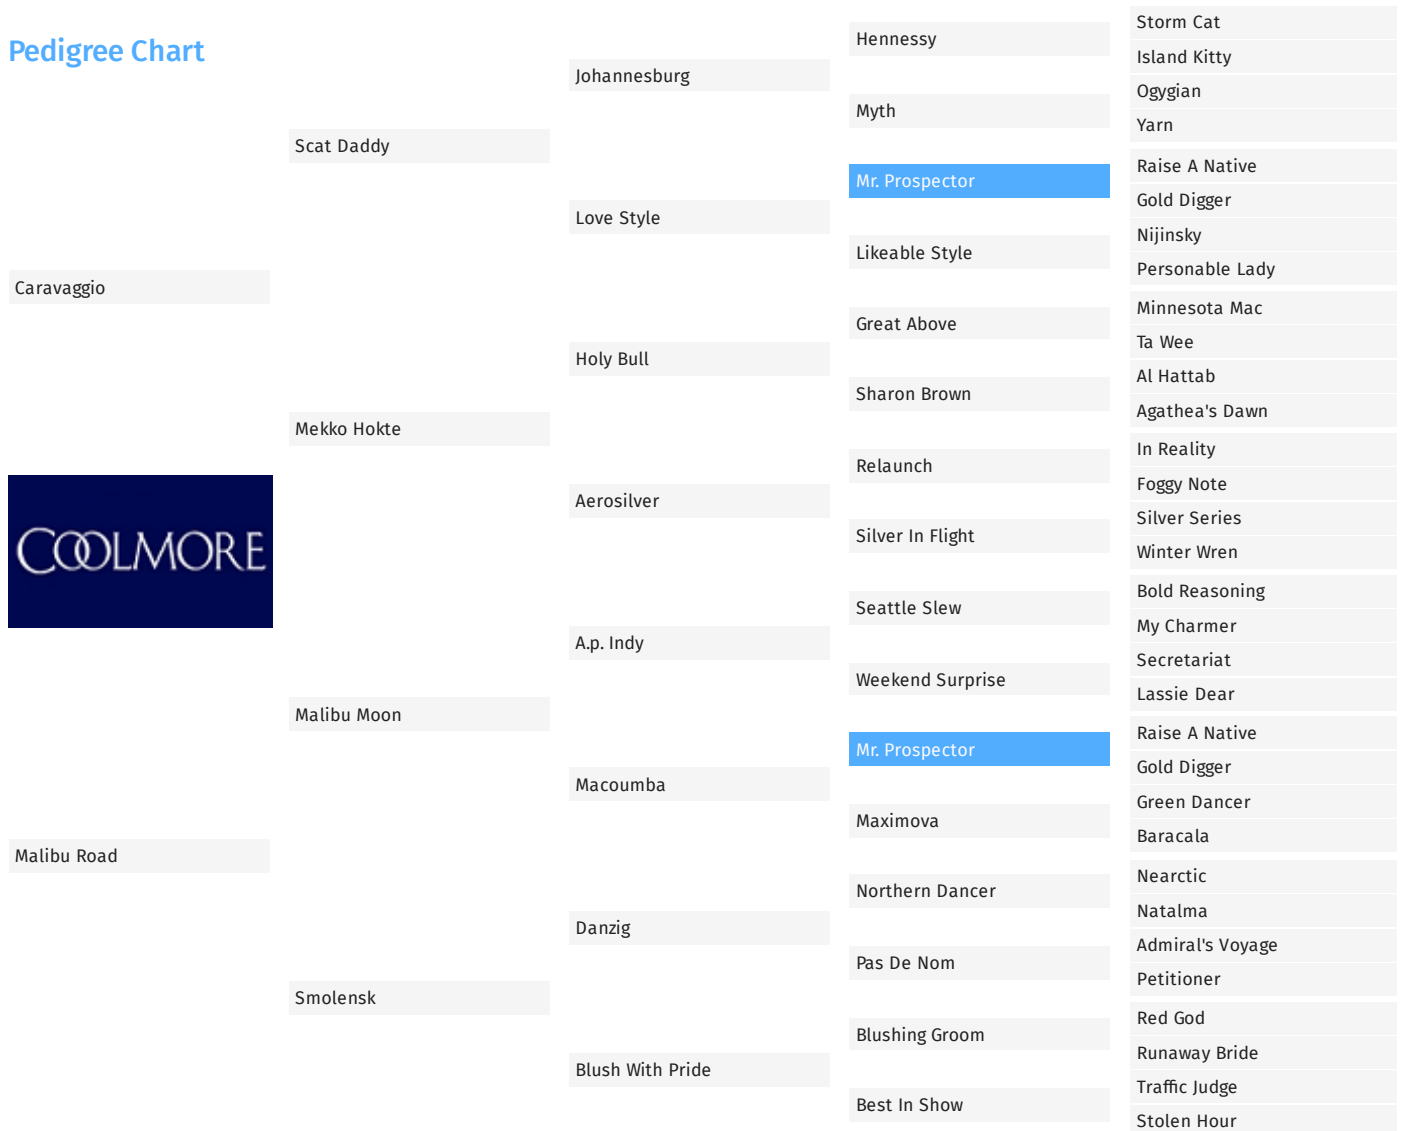 Pedigree Chart
Caravaggio
COOLMORE
Malibu Road
Scat Daddy
Mekko Hokte
Malibu Moon
Smolensk
Johannesburg
Love Style
Holy Bull
Aerosilver
A.p. Indy
Macoumba
Danzig
Blush With Pride
Hennessy
Myth
Mr. Prospector
Likeable Style
Great Above
Sharon Brown
Relaunch
Silver In Flight
Seattle Slew
Weekend Surprise
Mr. Prospector
Maximova
Northern Dancer
Pas De Nom
Blushing Groom
Best In Show
Storm Cat
Island Kitty
Ogygian
Yarn
Raise A Native
Gold Digger
Nijinsky
Personable Lady
Minnesota Mac
Ta Wee
Al Hattab
Agathea's Dawn
In Reality
Foggy Note
Silver Series
Winter Wren
Bold Reasoning
My Charmer
Secretariat
Lassie Dear
Raise A Native
Gold Digger
Green Dancer
Baracala
Nearctic
Natalma
Admiral's Voyage
Petitioner
Red God
Runaway Bride
Traffic Judge
Stolen Hour